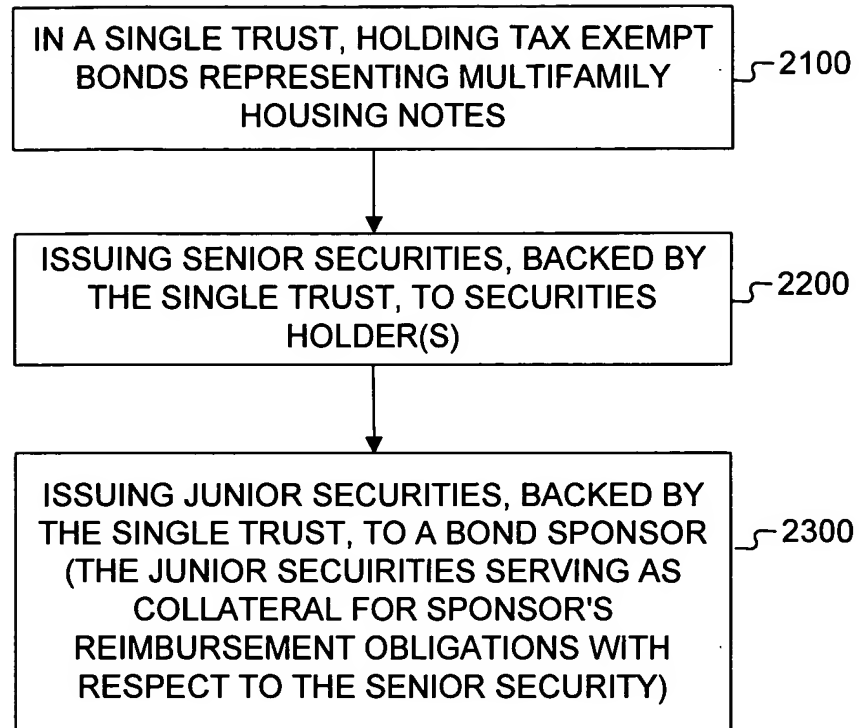 IN A SINGLE TRUST, HOLDING TAX EXEMPT
BONDS REPRESENTING MULTIFAMILY
HOUSING NOTES
2100
ISSUING SENIOR SECURITIES, BACKED BY
THE SINGLE TRUST, TO SECURITIES
HOLDER(S)
2200
ISSUING JUNIOR SECURITIES, BACKED BY
THE SINGLE TRUST, TO A BOND SPONSOR
(THE JUNIOR SECUIRITIES SERVING AS
COLLATERAL FOR SPONSOR'S
REIMBURSEMENT OBLIGATIONS WITH
RESPECT TO THE SENIOR SECURITY)
2300